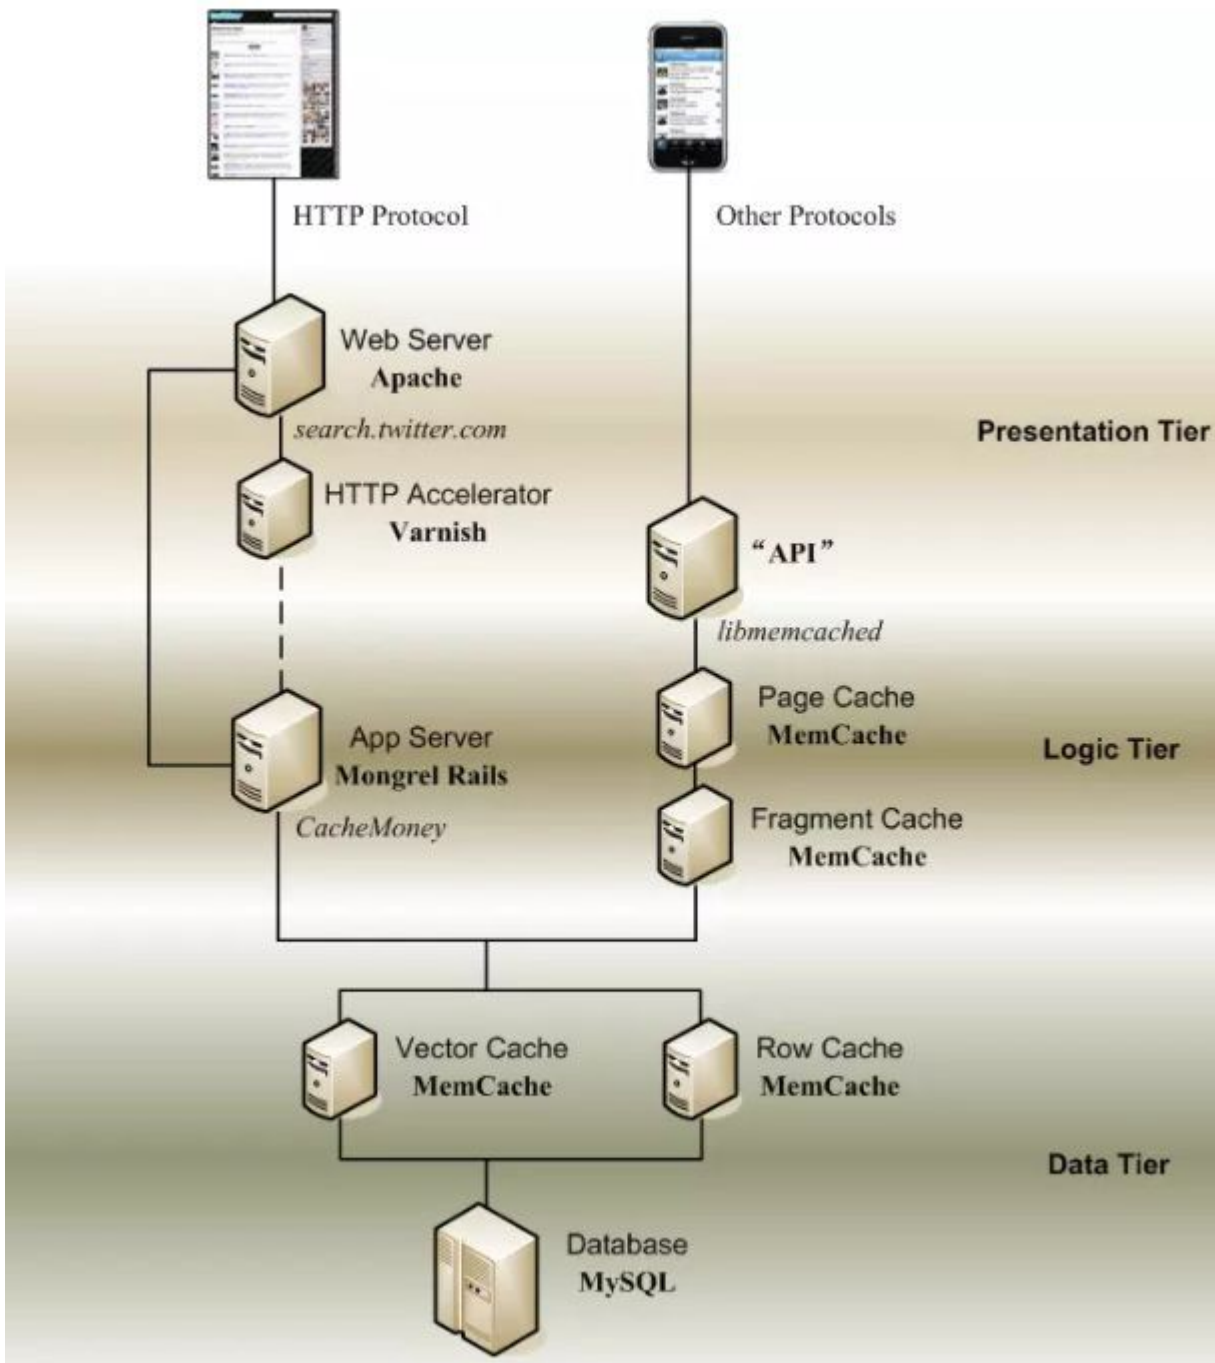 HTTP Protocol
Other Protocols
Web Server
Apache
search.twitter.com
Presentation Tier
HTTP Accelerator
Varnish
“API”
libmemcached
Page Cache
MemCache
App Server
Mongrel Rails
Logic Tier
CacheMoney
Fragment Cache
MemCache
Vector Cache
MemCache
Row Cache
MemCache
Data Tier
Database
MySQL